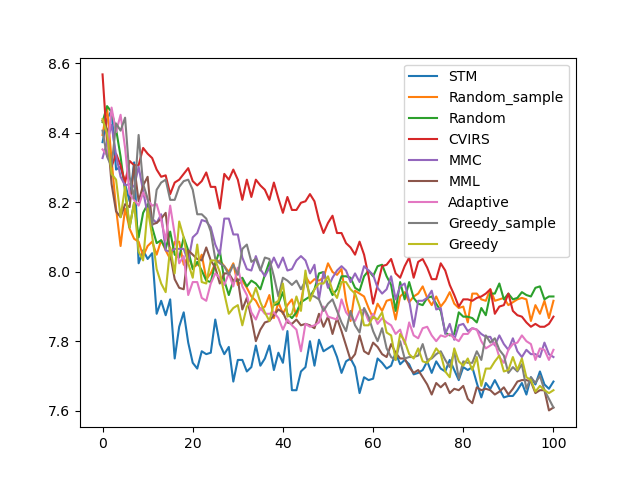 8.6
8.4
8.2
8.0
7.8
7.6
0
20
40
60
80
100
STM
Random_sample
Random
CVIRS
MMC
MML
Adaptive
Greedy_sample
Greedy